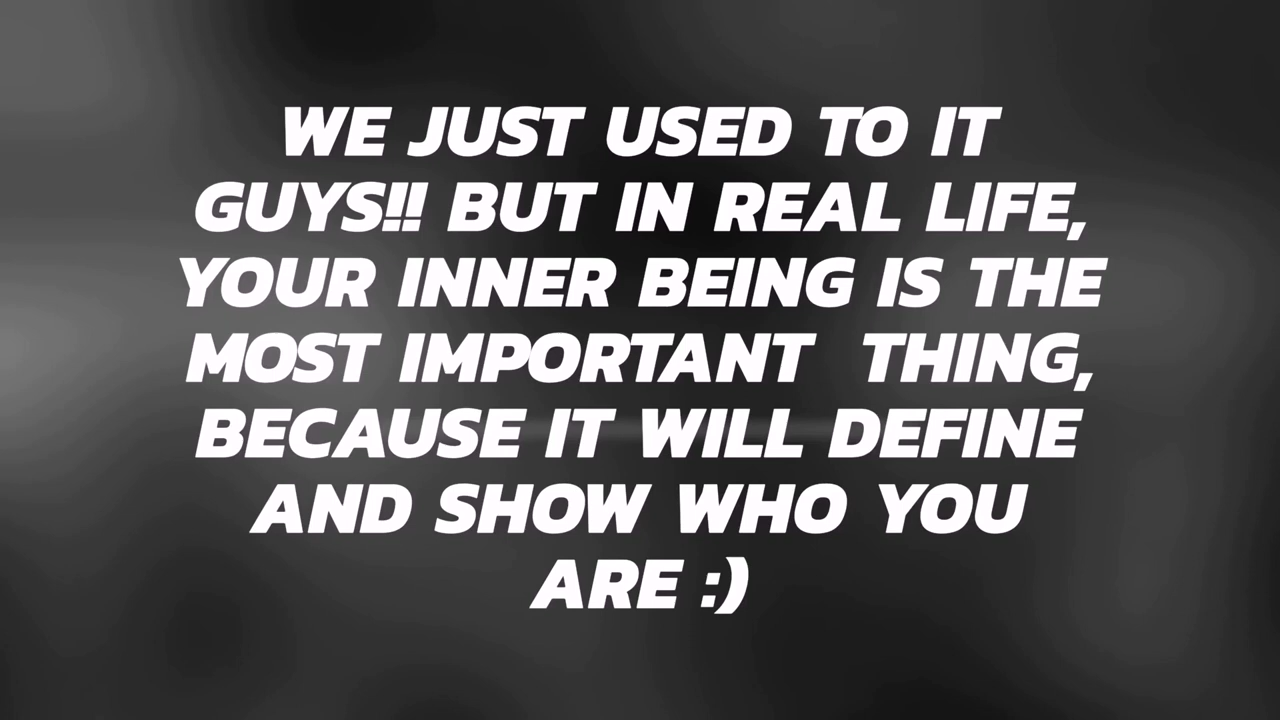 WE JUST USED TO IT
GUYS!! BUT IN REAL LIFE,
YOUR INNER BEING IS THE
MOST IMPORTANT  THING,
BECAUSE IT WILL DEFINE
AND SHOW WHO YOU
ARE :)